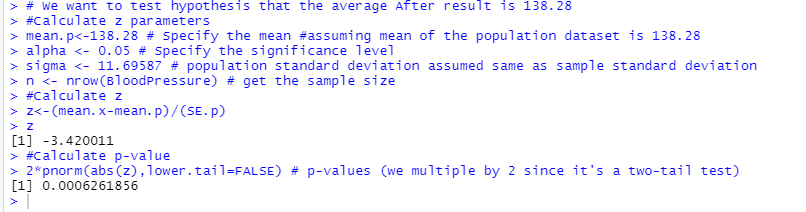 > # We want to test hypothesis that the average After result is 138.28
> #Calculate z parameters
> mean.p<-138.28 # Specify the mean #assuming mean of the population dataset is 138.28
> alpha <- 0.05 # Specify the significance level
> sigma <- 11.69587 # population standard deviation assumed same as sample standard deviation
> n <- nrow(BloodPressure) # get the sample size
> #Calculate z
> z<-(mean.x-mean.p)/(SE.p)
> z
[1] -3.420011
> #Calculate p-value
> 2*pnorm(abs(z),lower.tail=FALSE) # p-values (we multiple by 2 since it's a two-tail test)
[1] 0.0006261856
>